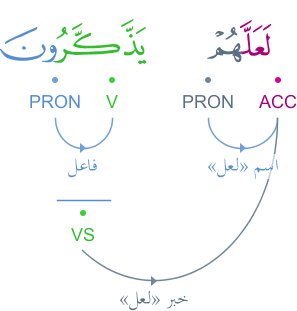 لَعَلَّهُمْ يَذَّكَّرُونَ
ACC PRON V PRON
اسم «لعل» فاعل
VS
خبر «لعل»